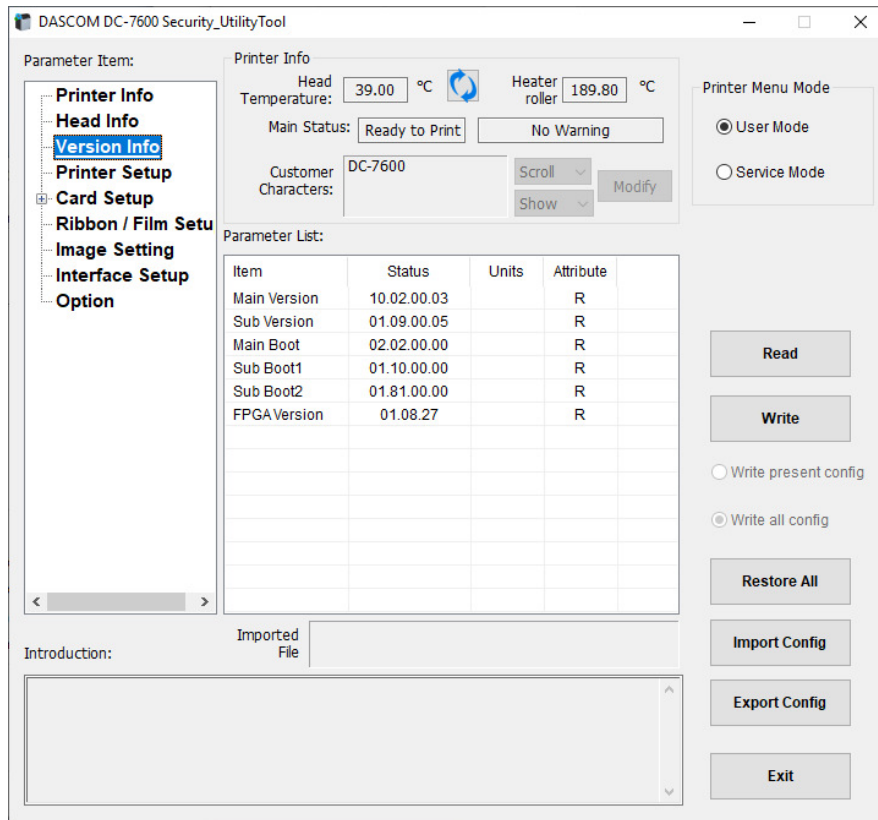 DASCOM DC-7600 Security_UtilityTool
Parameter Item:
Printer Info
Head Info
Version Info
Printer Setup
Card Setup
Ribbon / Film Setu
Image Setting
Interface Setup
Option
Printer Info
Head Temperature: 39.00 °C Heater roller 189.80 °C
Main Status: Ready to Print No Warning
Customer Characters: DC-7600 Scroll Show Modify
Printer Menu Mode
User Mode
Service Mode
Parameter List:
Item Status Units Attribute
Main Version 10.02.00.03 R
Sub Version 01.09.00.05 R
Main Boot 02.02.00.00 R
Sub Boot1 01.10.00.00 R
Sub Boot2 01.81.00.00 R
FPGA Version 01.08.27 R
Read
Write
Write present config
Write all config
Restore All
Import Config
Export Config
Exit
Imported File
Introduction: